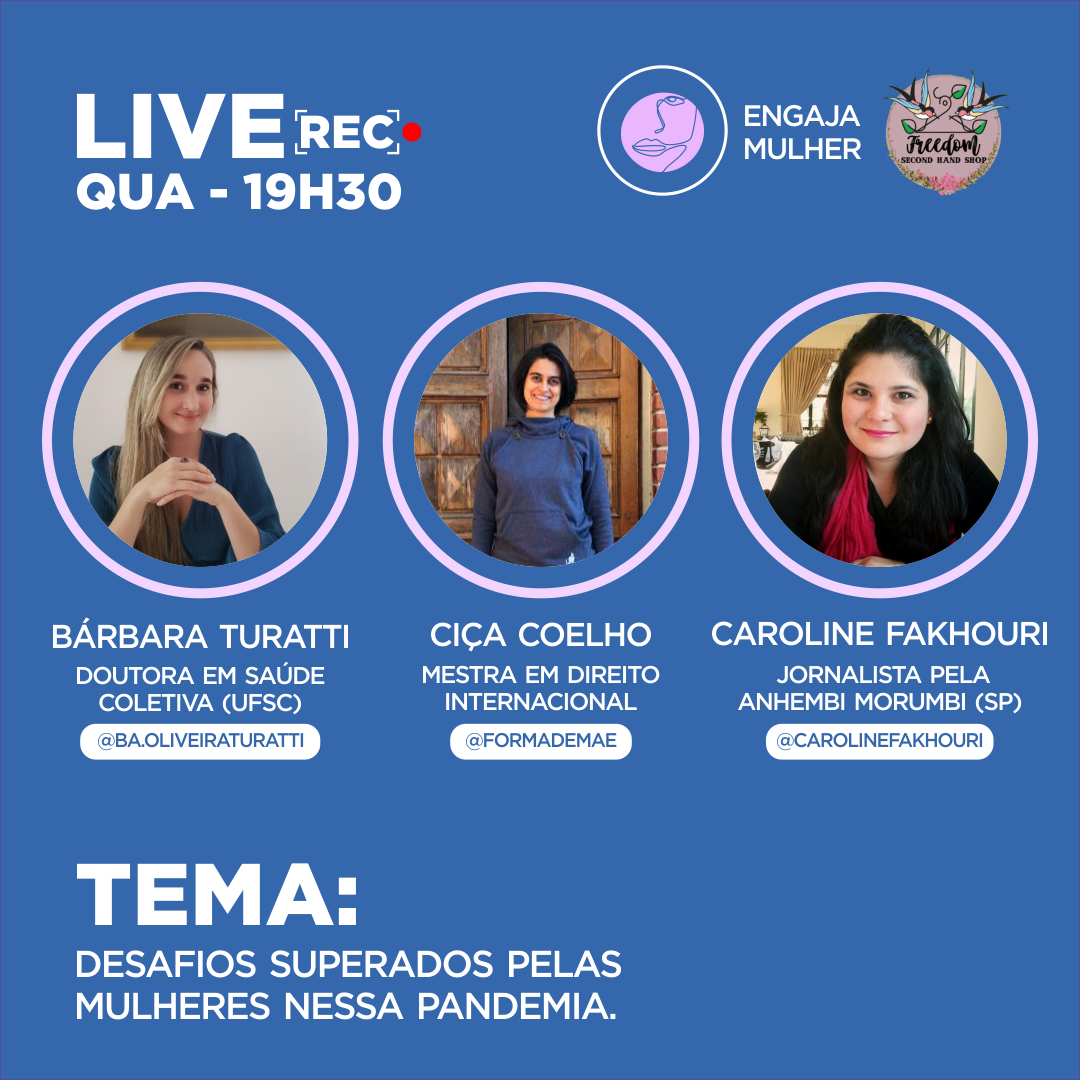 LIVE [REC]
QUA - 19H30
ENGAJA
MULHER
Freedom
SECOND HAND SHOP
BÁRBARA TURATTI
DOUTORA EM SAÚDE
COLETIVA (UFSC)
@BA.OLIVEIRATURATTI
CIÇA COELHO
MESTRA EM DIREITO
INTERNACIONAL
@FORMADEMAE
CAROLINE FAKHOURI
JORNALISTA PELA
ANHEMBI MORUMBI (SP)
@CAROLINEFAKHOURI
TEMA:
DESAFIOS SUPERADOS PELAS
MULHERES NESSA PANDEMIA.